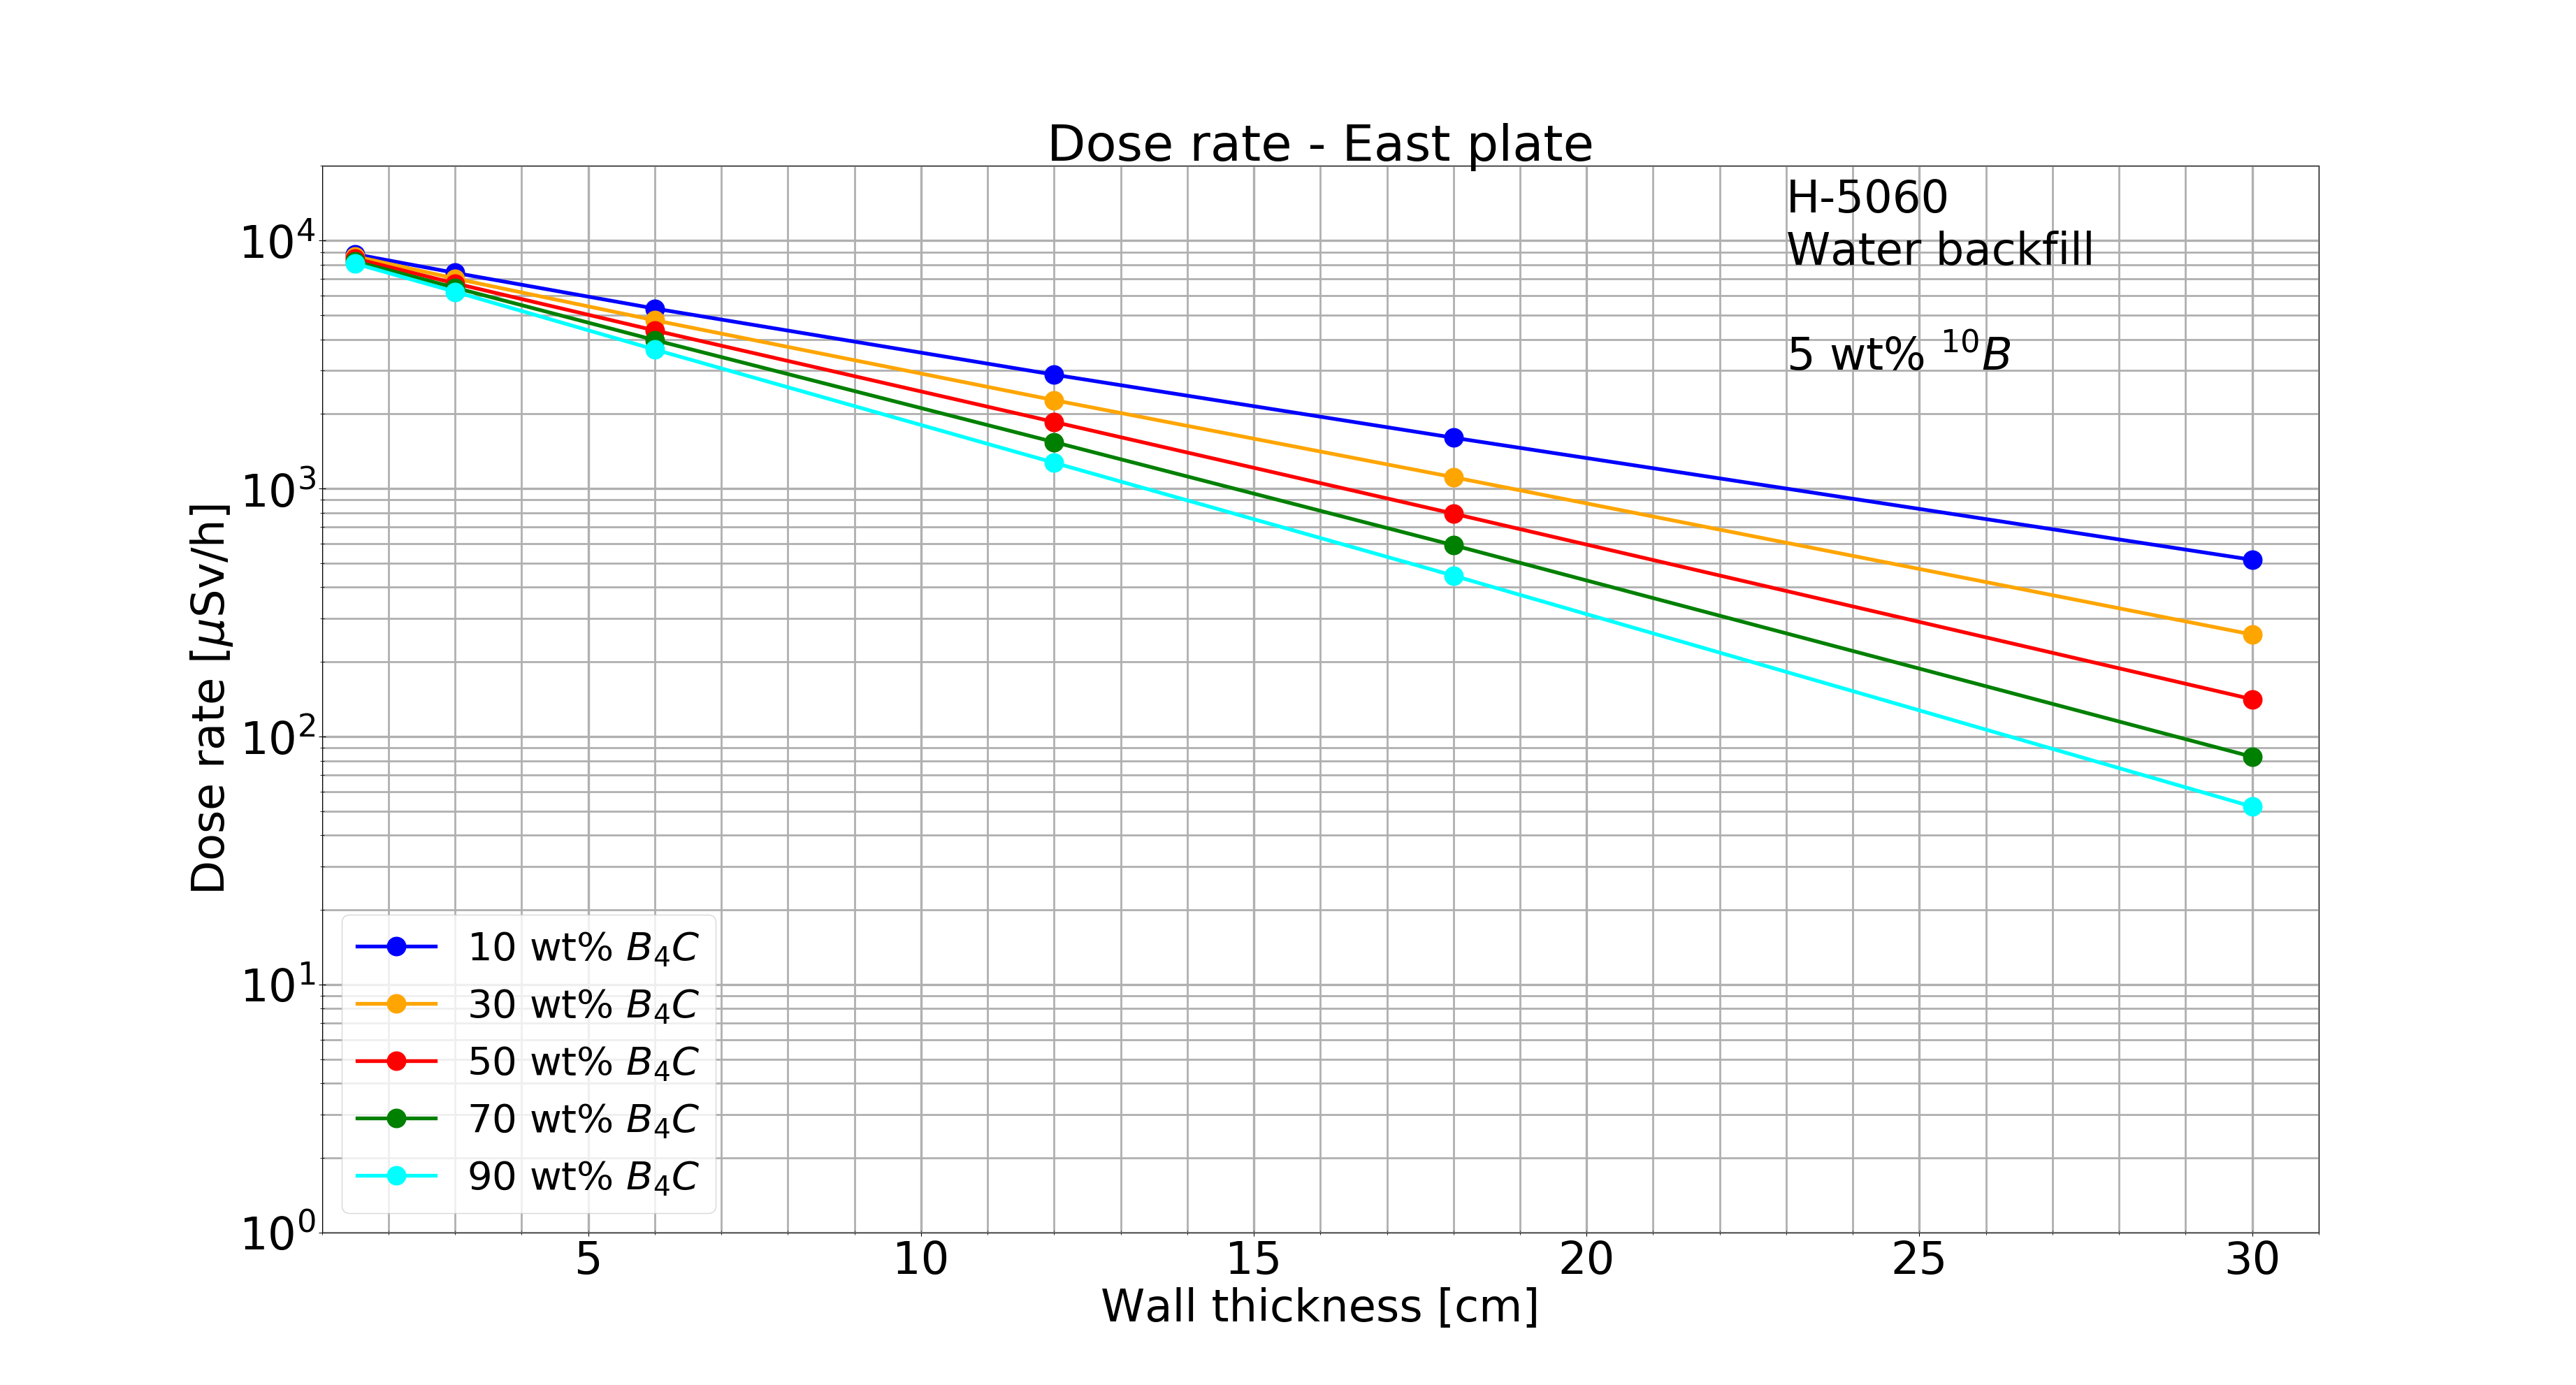 Dose rate - East plate
H-5060
Water backfill
5 wt% ¹⁰B
Dose rate [μSv/h]
10⁴
10³
10²
10¹
10⁰
10 wt% B₄C
30 wt% B₄C
50 wt% B₄C
70 wt% B₄C
90 wt% B₄C
5 10 15 20 25 30
Wall thickness [cm]